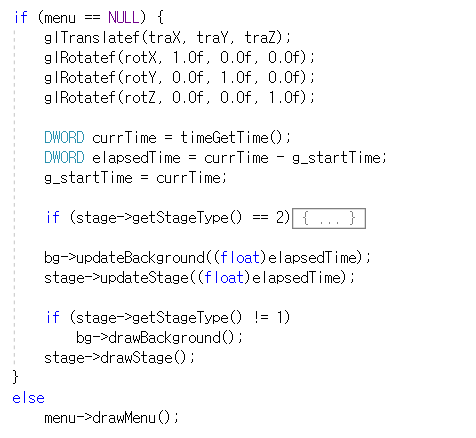 if (menu == NULL) {
    glTranslatef(traX, traY, traZ);
    glRotatef(rotX, 1.0f, 0.0f, 0.0f);
    glRotatef(rotY, 0.0f, 1.0f, 0.0f);
    glRotatef(rotZ, 0.0f, 0.0f, 1.0f);

    DWORD currTime = timeGetTime();
    DWORD elapsedTime = currTime - g_startTime;
    g_startTime = currTime;

    if (stage->getStageType() == 2){ ... }

    bg->updateBackground((float)elapsedTime);
    stage->updateStage((float)elapsedTime);

    if (stage->getStageType() != 1)
        bg->drawBackground();
    stage->drawStage();
}
else
    menu->drawMenu();